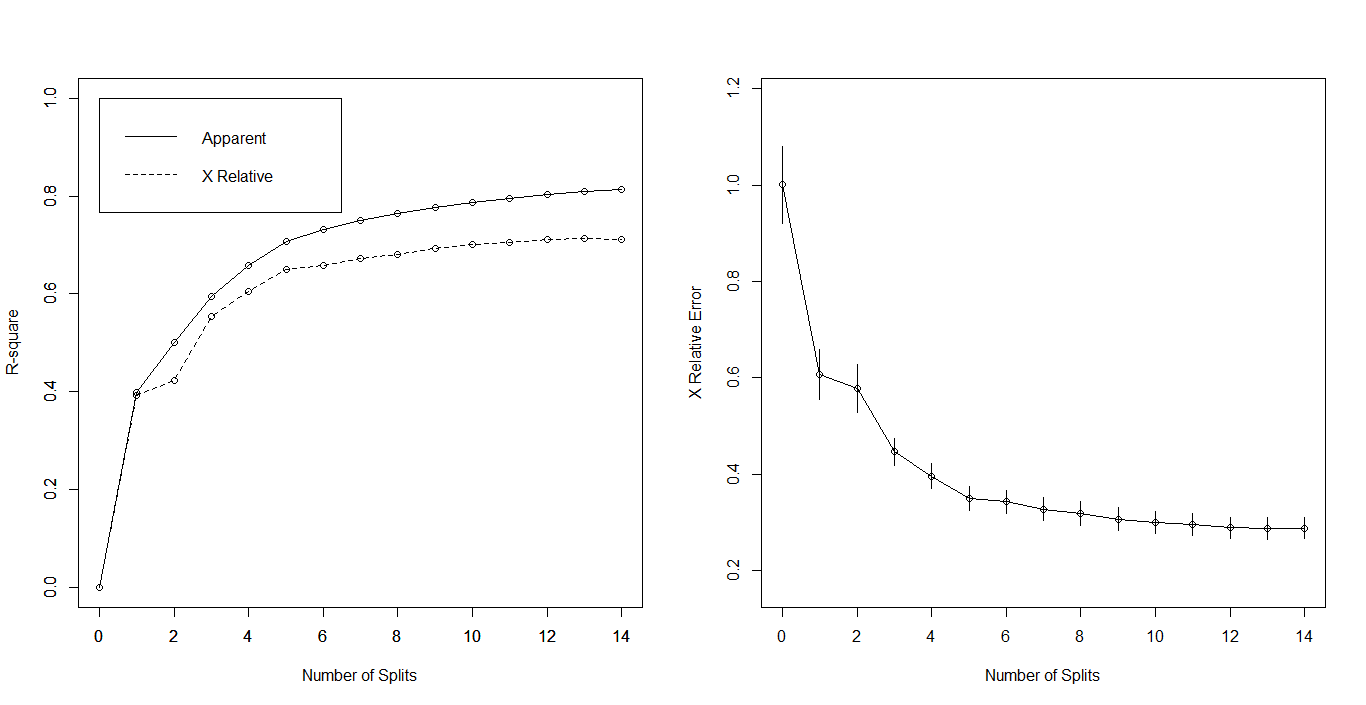 Apparent
X Relative
R-square
1.0
0.8
0.6
0.4
0.2
0.0
0 2 4 6 8 10 12 14
Number of Splits
X Relative Error
1.2
1.0
0.8
0.6
0.4
0.2
0 2 4 6 8 10 12 14
Number of Splits